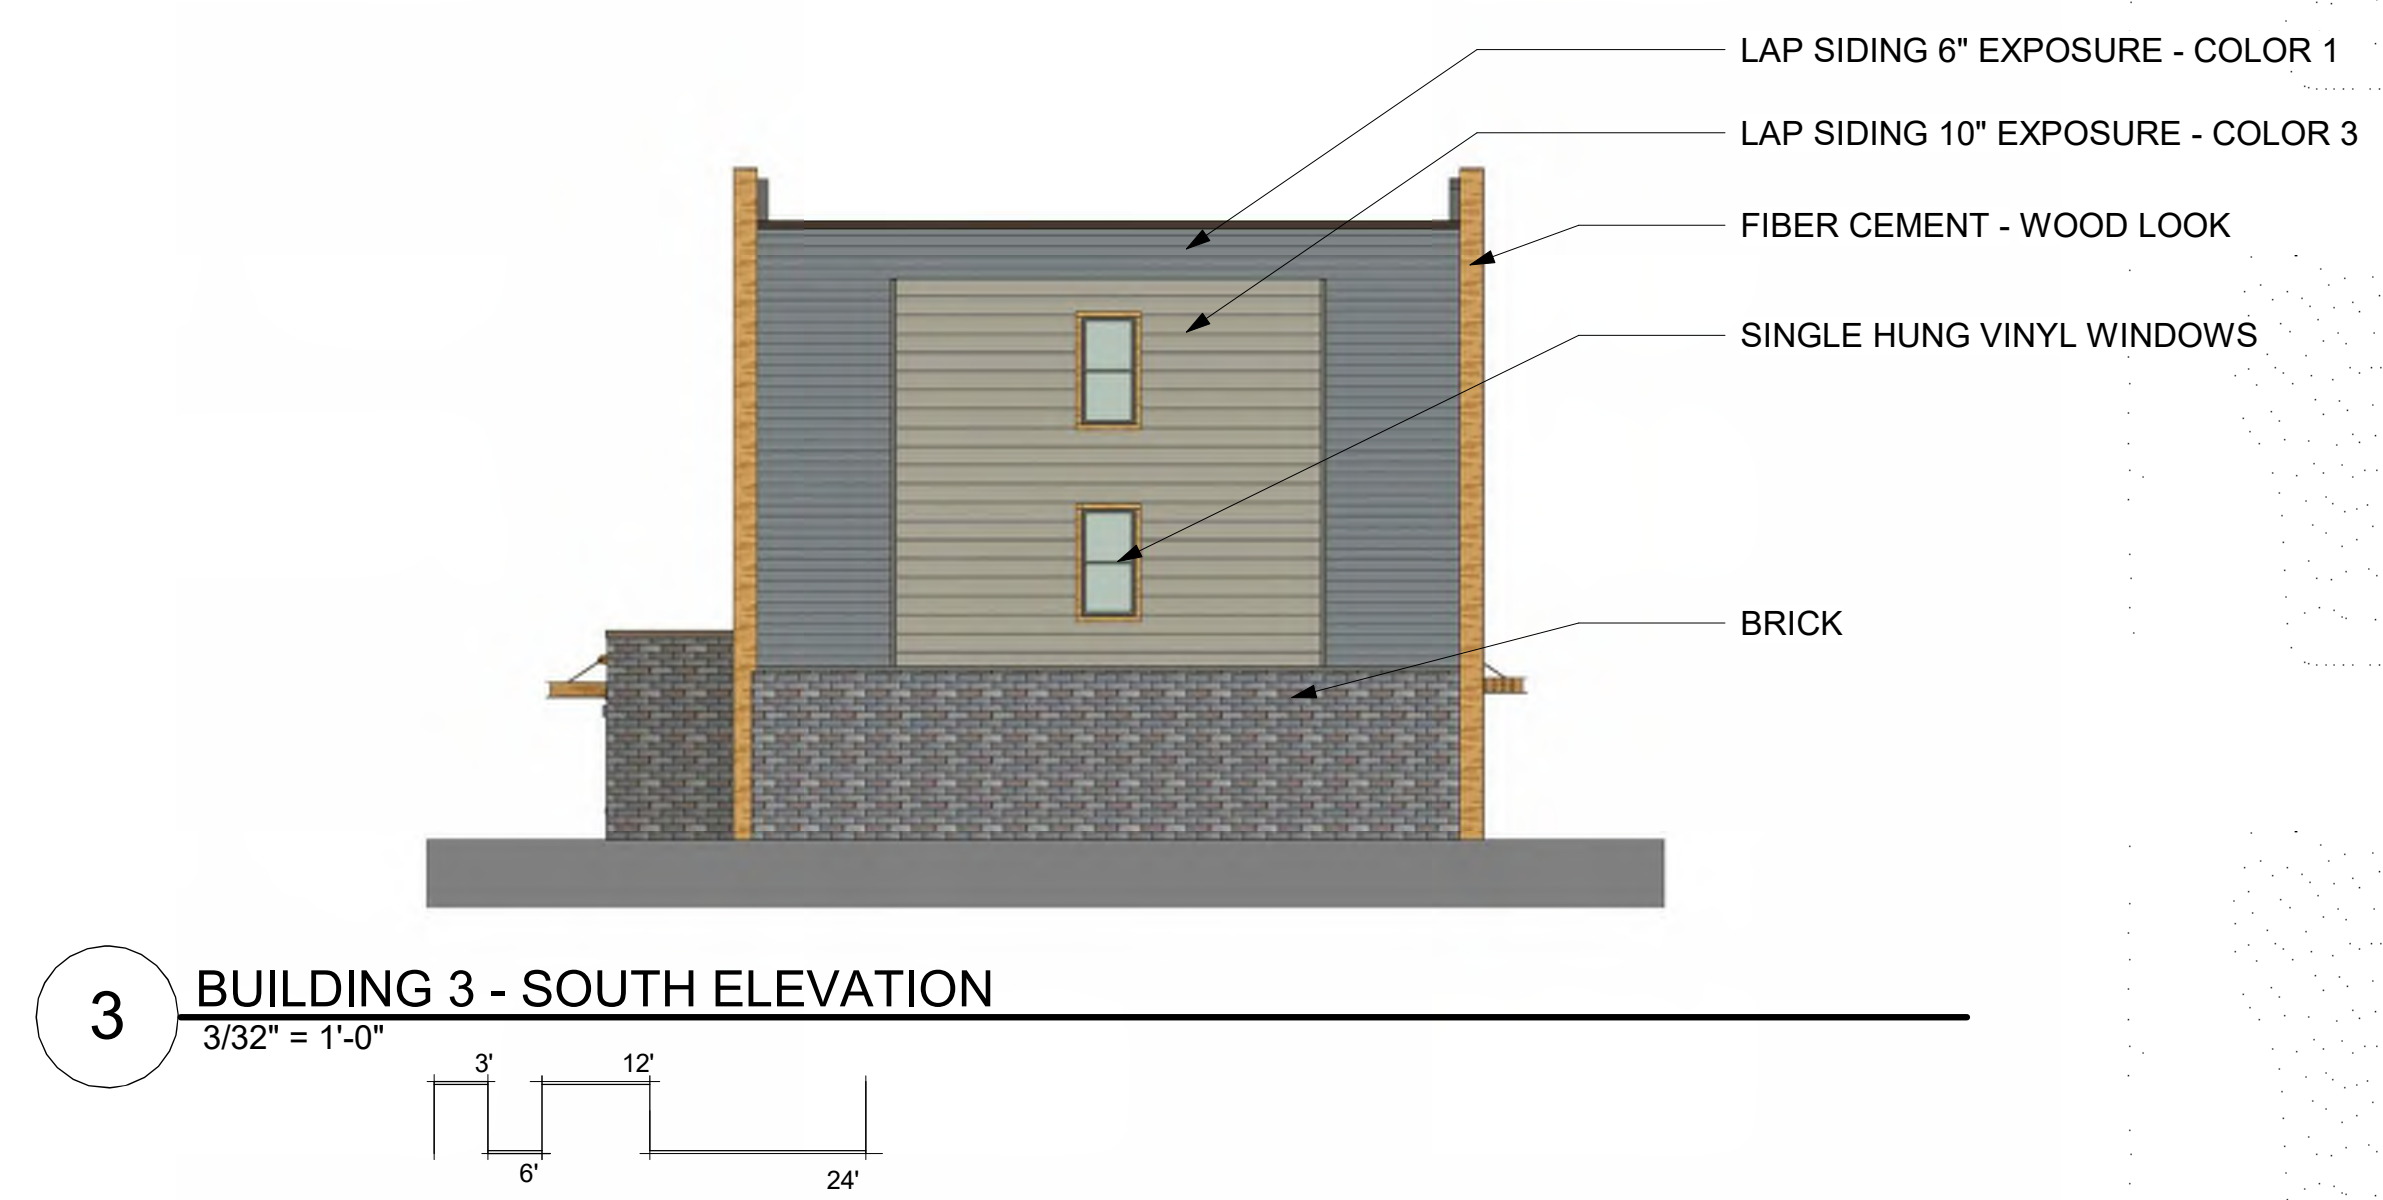 LAP SIDING 6" EXPOSURE - COLOR 1
LAP SIDING 10" EXPOSURE - COLOR 3
FIBER CEMENT - WOOD LOOK
SINGLE HUNG VINYL WINDOWS
BRICK
3
BUILDING 3 - SOUTH ELEVATION
3/32" = 1'-0"
3'
12'
6'
24'